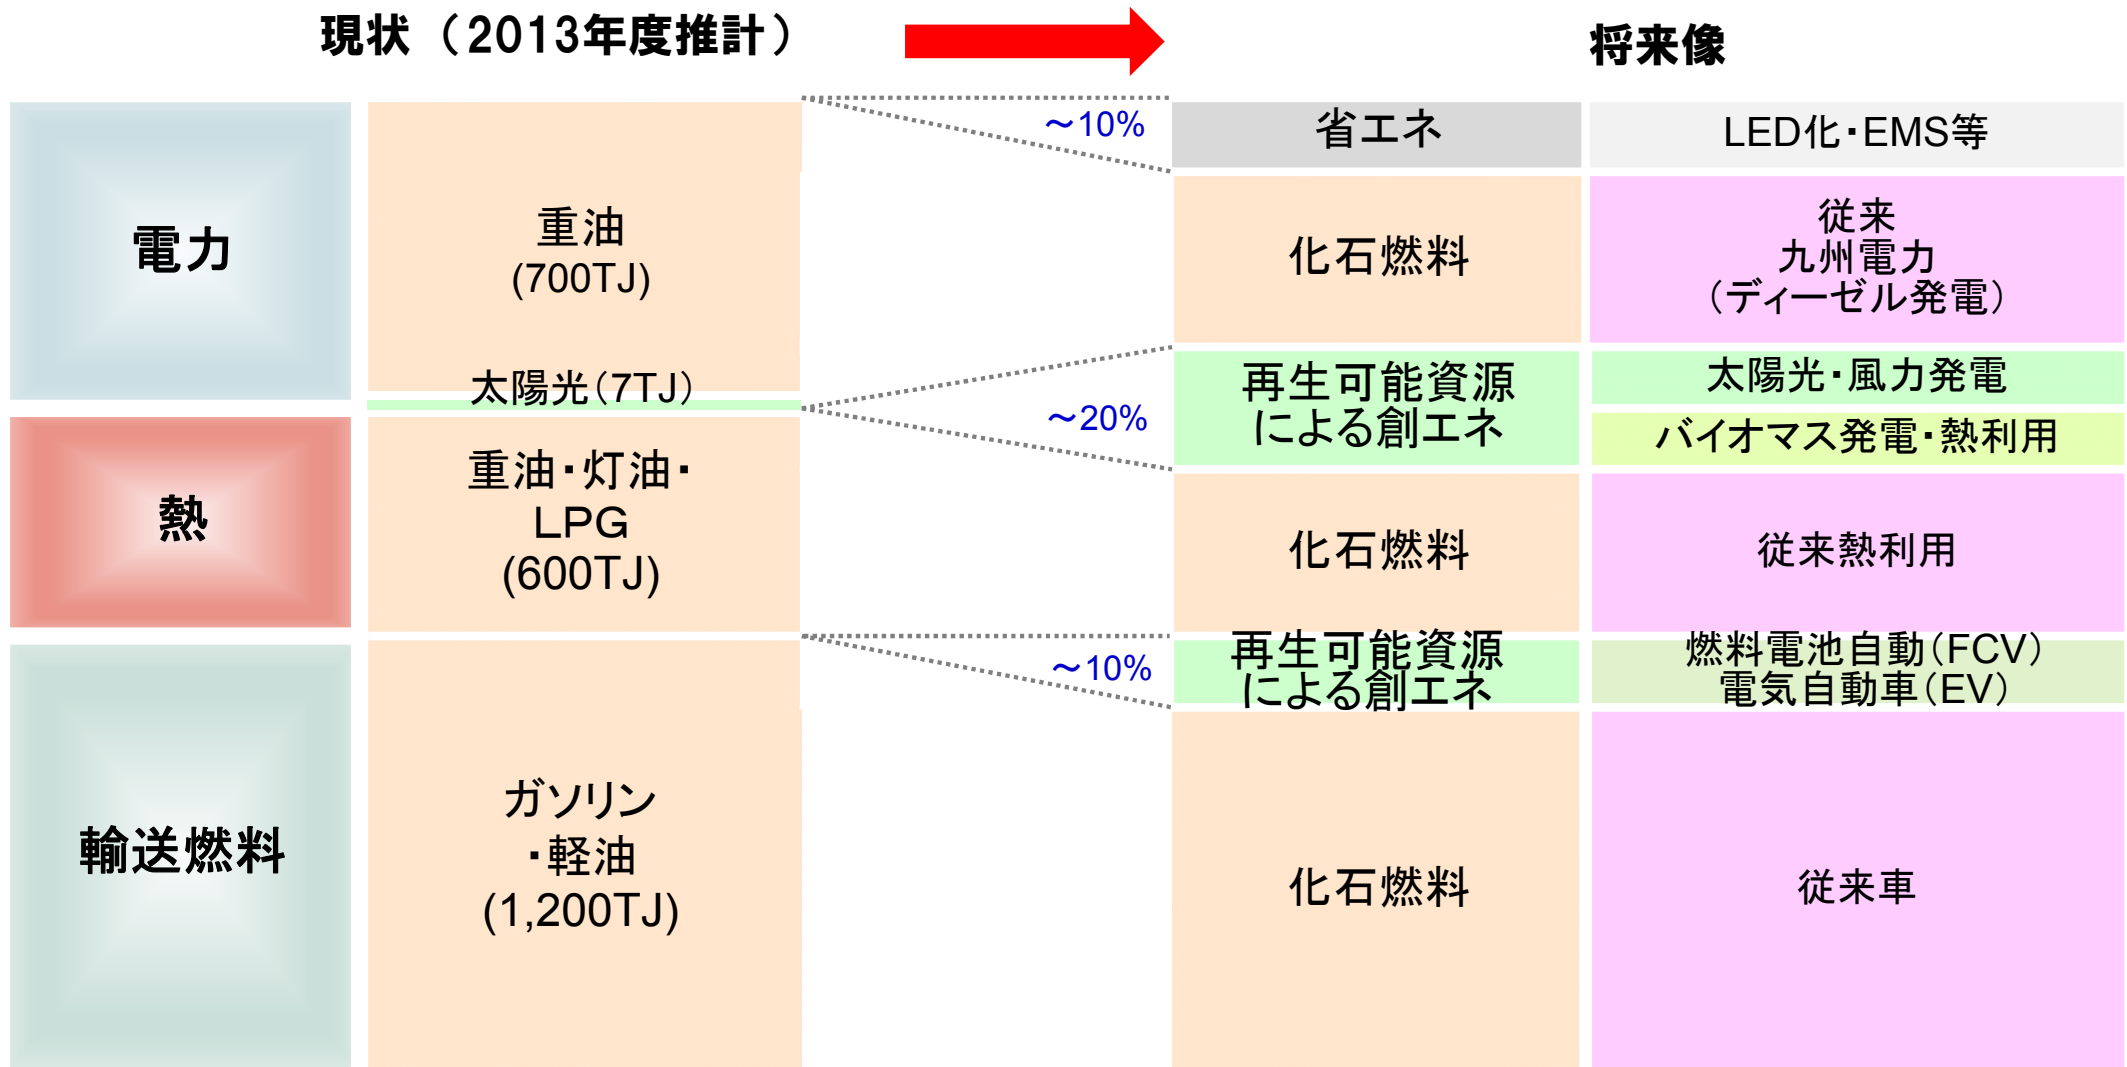 現状（2013年度推計）
将来像
電力
重油
(700TJ)
太陽光(7TJ)
熱
重油・灯油・
LPG
(600TJ)
輸送燃料
ガソリン
・軽油
(1,200TJ)
～10%
～20%
～10%
省エネ
LED化・EMS等
化石燃料
従来
九州電力
（ディーゼル発電）
再生可能資源
による創エネ
太陽光・風力発電
バイオマス発電・熱利用
化石燃料
従来熱利用
再生可能資源
による創エネ
燃料電池自動(FCV)
電気自動車(EV)
化石燃料
従来車